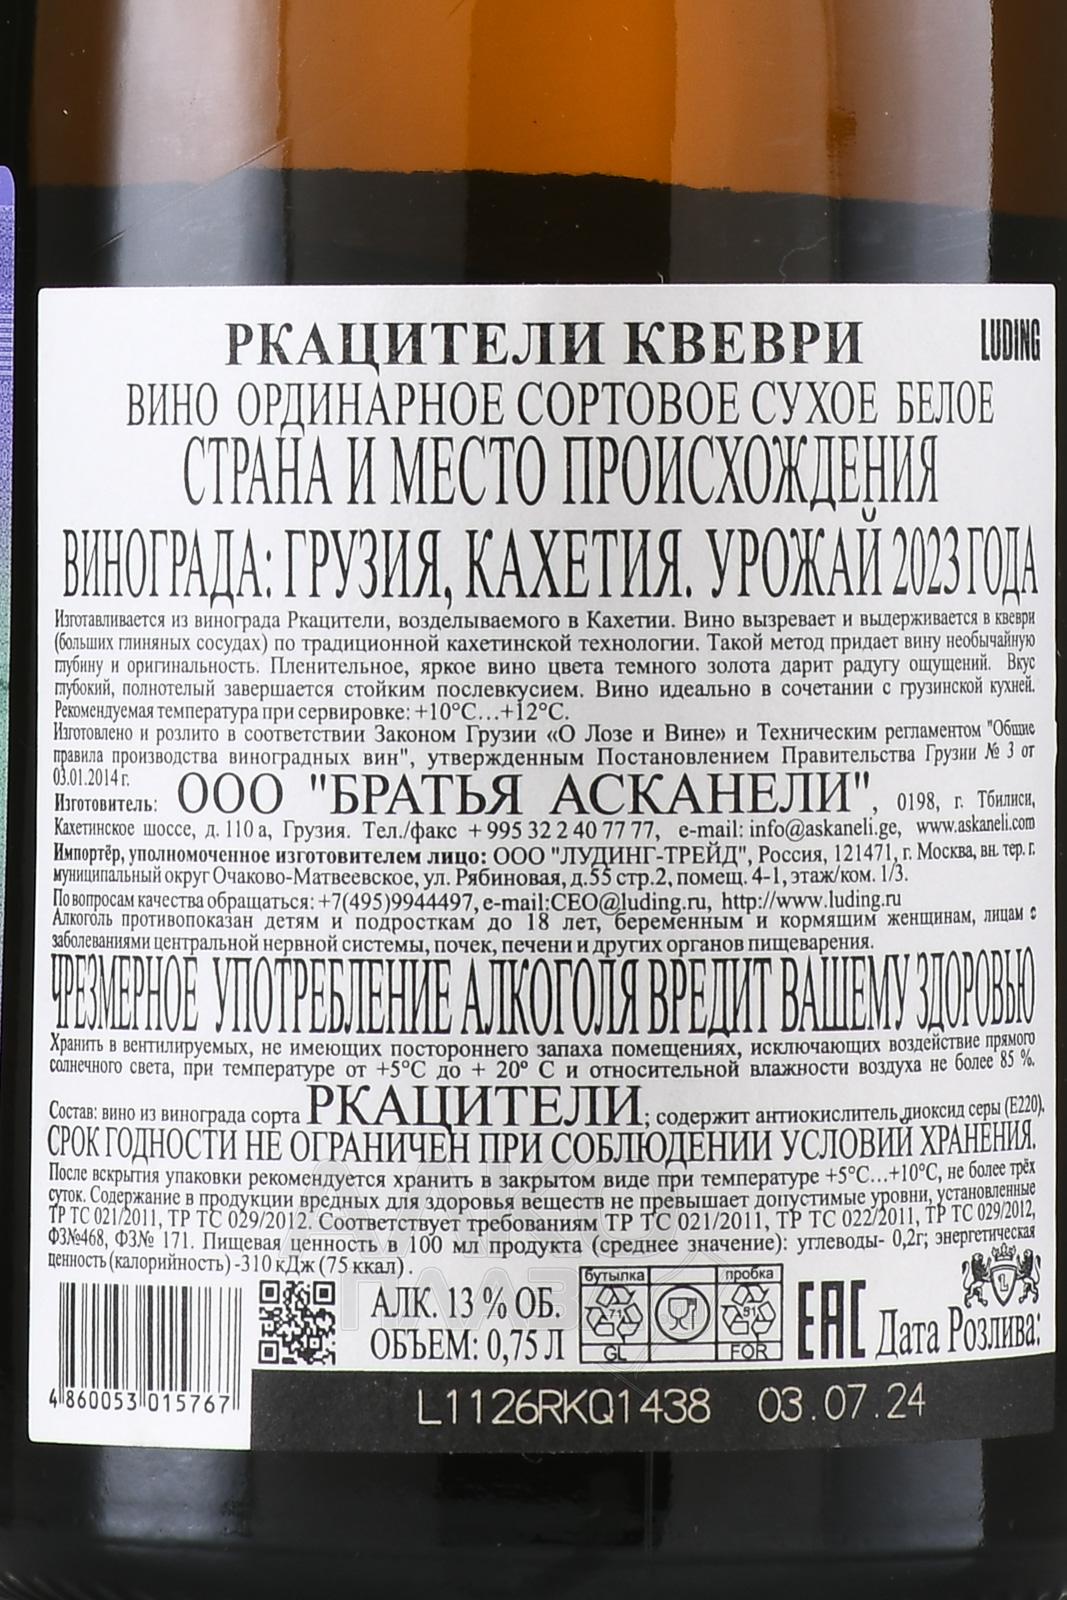 РКАЦИТЕЛИ КВЕВРИ
LUDING
ВИНО ОРДИНАРНОЕ СОРТОВОЕ СУХОЕ БЕЛОЕ
СТРАНА И МЕСТО ПРОИСХОЖДЕНИЯ
ВИНОГРАДА: ГРУЗИЯ, КАХЕТИЯ. УРОЖАЙ 2023 ГОДА
Изготавливается из винограда Ркацители, возделываемого в Кахетии. Вино вызревает и выдерживается в квеври
(больших глиняных сосудах) по традиционной кахетинской технологии. Такой метод придает вину необычайную
глубину и оригинальность. Пленительное, яркое вино цвета темного золота дарит радугу ощущений. Вкус
глубокий, полнотелый завершается стойким послевкусием. Вино идеально в сочетании с грузинской кухней.
Рекомендуемая температура при сервировке: +10°С...+12°С.
Изготовлено и розлито в соответствии Законом Грузии «О Лозе и Вине» и Техническим регламентом "Общие
правила производства виноградных вин", утвержденным Постановлением Правительства Грузии № 3 от
03.01.2014 г.
Изготовитель: ООО "БРАТЬЯ АСКАНЕЛИ", 0198, г. Тбилиси,
Кахетинское шоссе, д. 110 а, Грузия. Тел./факс +995 32 2 40 77 77, e-mail: info@askaneli.ge, www.askaneli.com
Импортёр, уполномоченное изготовителем лицо: ООО "ЛУДИНГ-ТРЕЙД", Россия, 121471, г. Москва, вн. тер. г.
муниципальный округ Очаково-Матвеевское, ул. Рябиновая, д.55 стр.2, помещ. 4-1, этаж/ком. 1/3.
По вопросам качества обращаться: +7(495)9944497, e-mail:CEO@luding.ru, http://www.luding.ru
Алкоголь противопоказан детям и подросткам до 18 лет, беременным и кормящим женщинам, лицам с
заболеваниями центральной нервной системы, почек, печени и других органов пищеварения.
ЧРЕЗМЕРНОЕ УПОТРЕБЛЕНИЕ АЛКОГОЛЯ ВРЕДИТ ВАШЕМУ ЗДОРОВЬЮ
Хранить в вентилируемых, не имеющих постороннего запаха помещениях, исключающих воздействие прямого
солнечного света, при температуре от +5°С до + 20° С и относительной влажности воздуха не более 85 %.
Состав: вино из винограда сорта РКАЦИТЕЛИ; содержит антиокислитель диоксид серы (Е220).
СРОК ГОДНОСТИ НЕ ОГРАНИЧЕН ПРИ СОБЛЮДЕНИИ УСЛОВИЙ ХРАНЕНИЯ.
После вскрытия упаковки рекомендуется хранить в закрытом виде при температуре +5°С...+10°С, не более трёх
суток. Содержание в продукции вредных для здоровья веществ не превышает допустимые уровни, установленные
ТР ТС 021/2011, ТР ТС 029/2012. Соответствует требованиям ТР ТС 021/2011, ТР ТС 022/2011, ТР ТС 029/2012,
ФЗ№468, ФЗ№ 171. Пищевая ценность в 100 мл продукта (среднее значение): углеводы- 0,2г; энергетическая
ценность (калорийность) -310 кДж (75 ккал).
АЛК. 13 % ОБ.
ОБЪЕМ: 0,75 Л
бутылка
71
GL
пробка
51
FOR
ЕАС
L
Дата Розлива:
4 860053 015767
L1126RKQ1438 03.07.24
АЛКО
ПЛАЗА